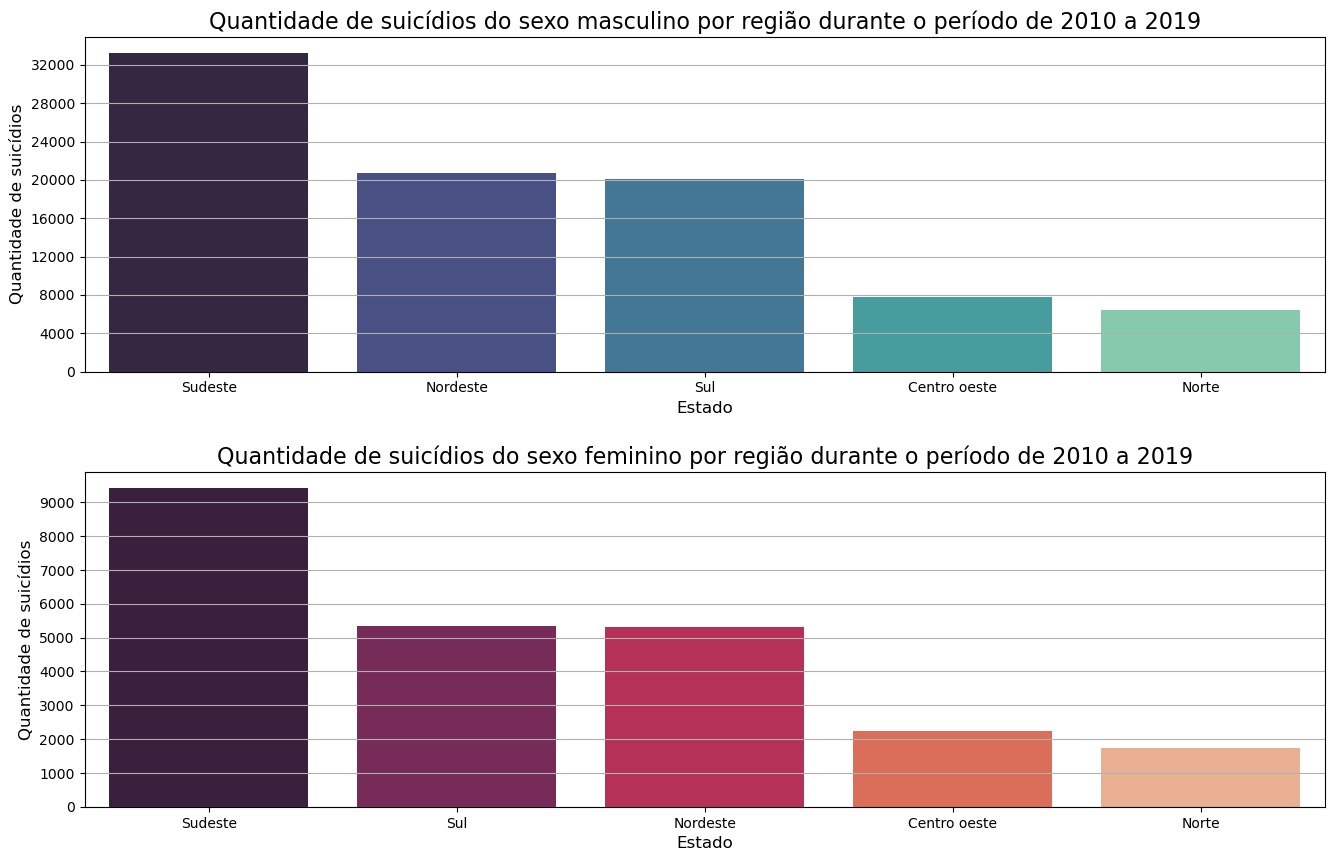 Quantidade de suicídios do sexo masculino por região durante o período de 2010 a 2019
Quantidade de suicídios
32000
28000
24000
20000
16000
12000
8000
4000
0
Sudeste Nordeste Sul Centro oeste Norte
Estado
Quantidade de suicídios do sexo feminino por região durante o período de 2010 a 2019
Quantidade de suicídios
9000
8000
7000
6000
5000
4000
3000
2000
1000
0
Sudeste Sul Nordeste Centro oeste Norte
Estado